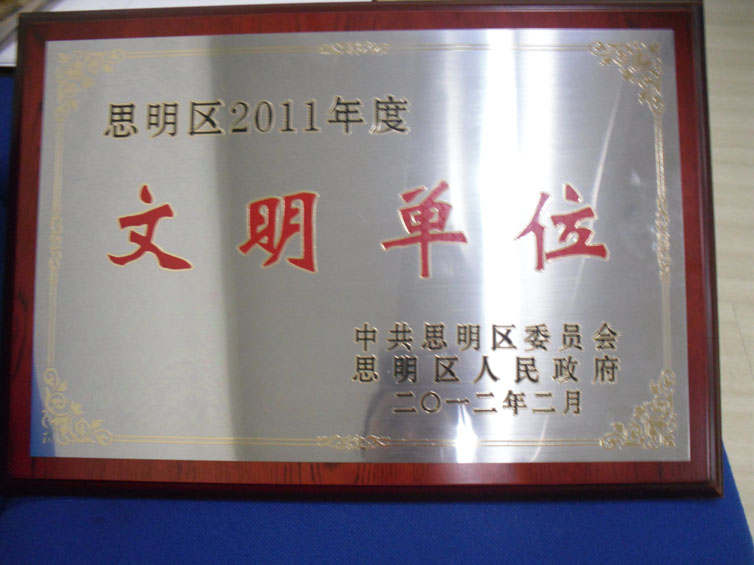 思明区2011年度
文明单位
中共思明区委员会
思明区人民政府
二〇一二年二月